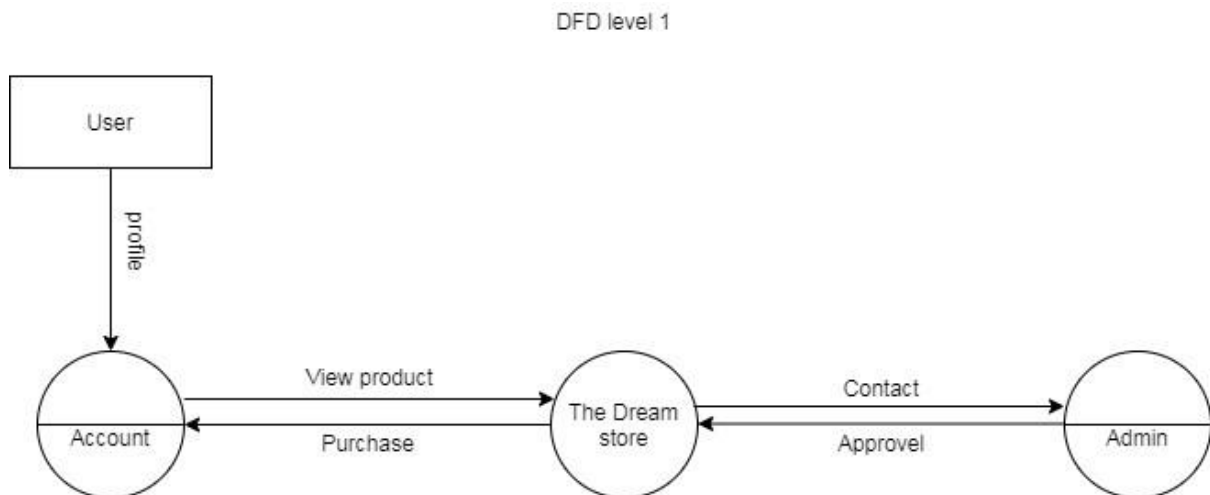 DFD level 1
User
profile
View product
Contact
The Dream
store
Account
Purchase
Approvel
Admin